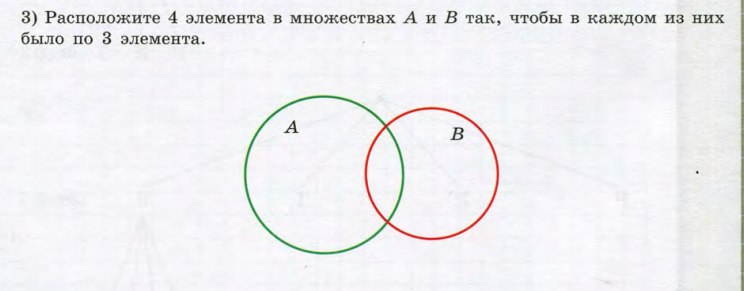 3) Расположите 4 элемента в множествах A и B так, чтобы в каждом из них
было по 3 элемента.
A
B